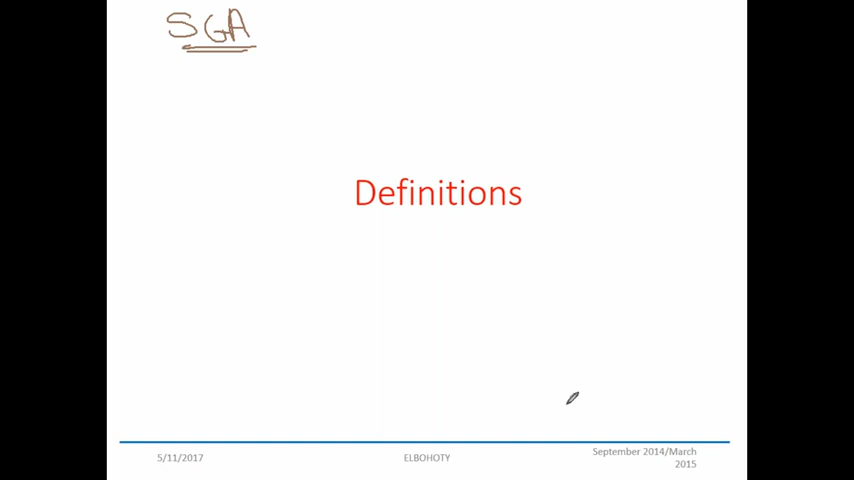 SGA
Definitions
5/11/2017
ELBOHOTY
September 2014/March
2015